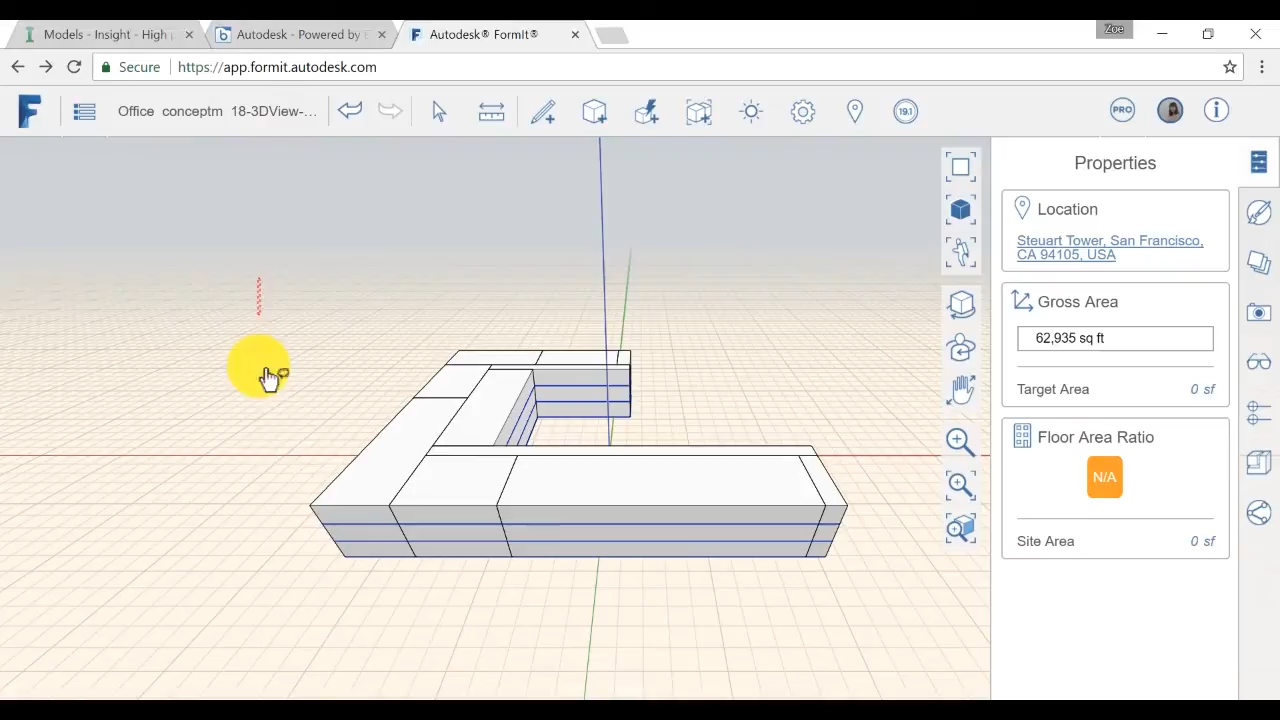 Models - Insight - High
Autodesk - Powered by
Autodesk® FormIt®
Zoe
Secure
https://app.formit.autodesk.com
Office conceptm 18-3DView-...
19.1
PRO
Properties
Location
Steuart Tower, San Francisco,
CA 94105, USA
Gross Area
62,935 sq ft
Target Area
0 sf
Floor Area Ratio
N/A
Site Area
0 sf